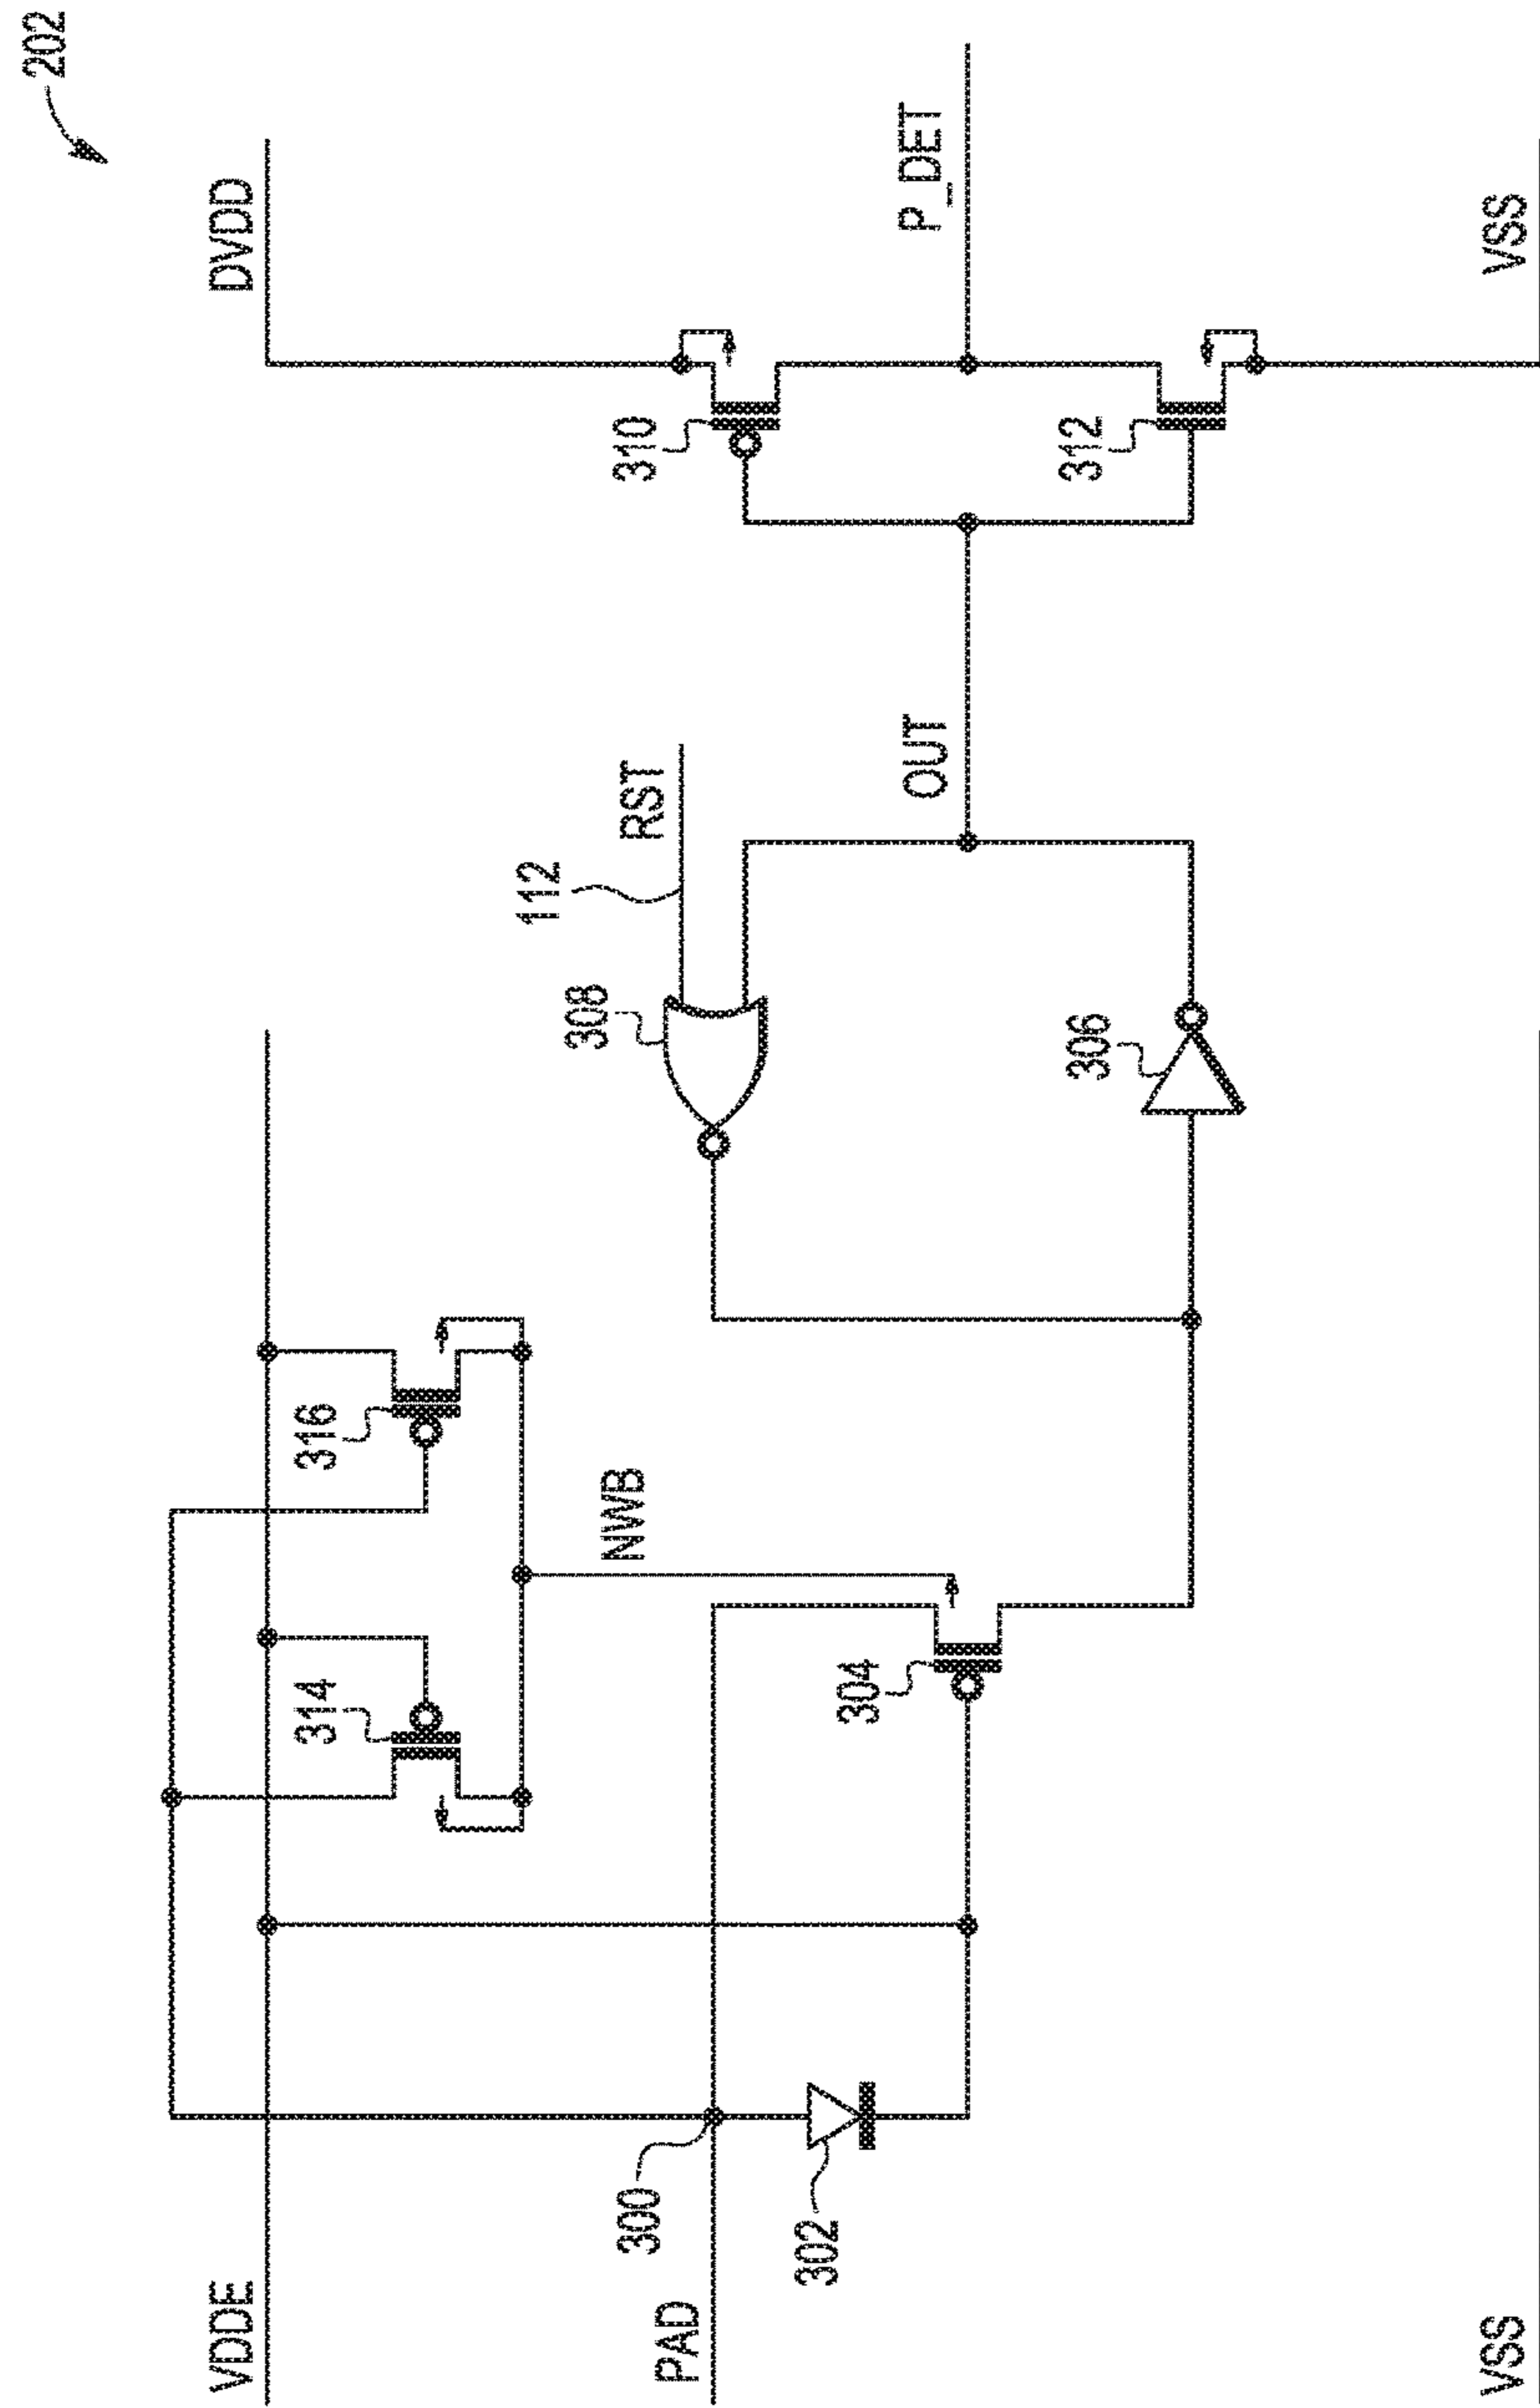 202
VDDE
DVDD
314
316
NWB
RST
112
308
310
P_DET
OUT
PAD
300
302
304
306
312
VSS
VSS